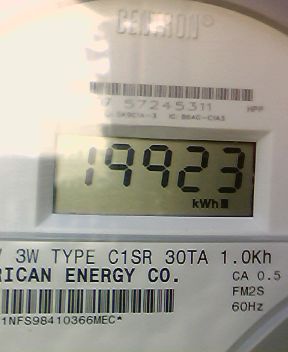 CENTRON®
57245311 HPP
19923
kWh
3W TYPE C1SR 30TA 1.0Kh
RICAN ENERGY CO.
CA 0.5
FM2S
60Hz
1NFS98410366MEC*